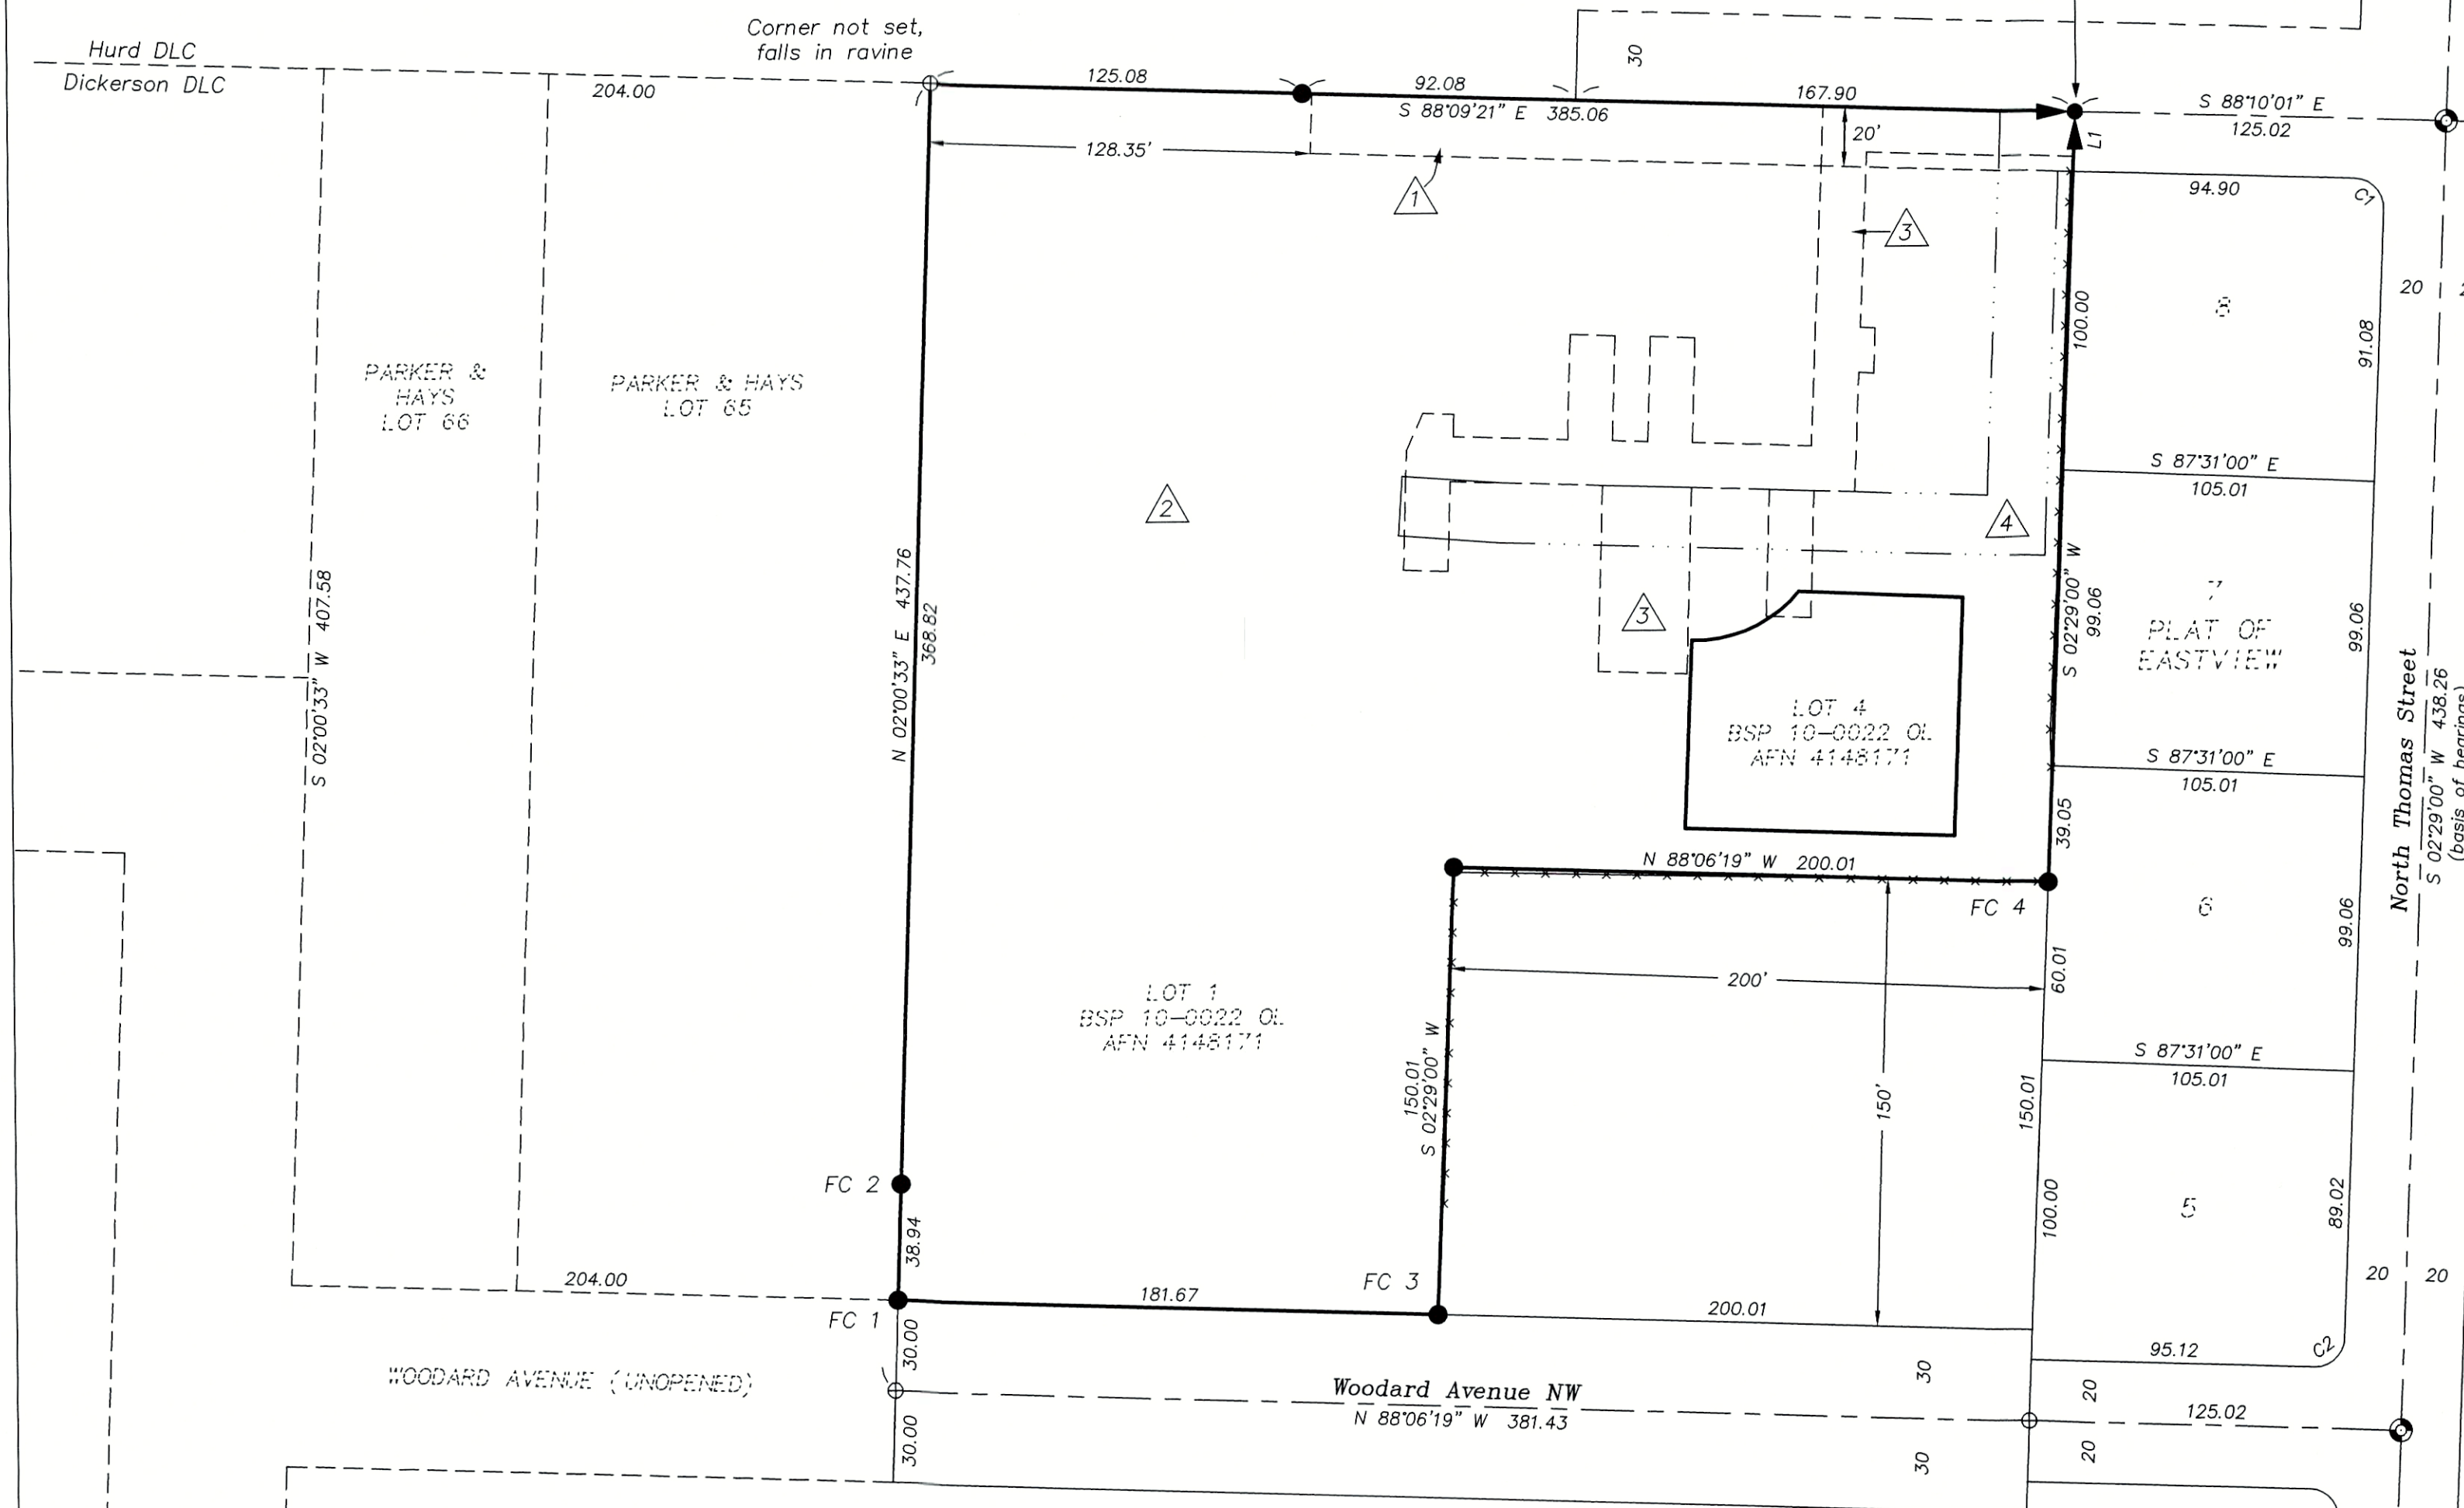 Corner not set,
falls in ravine
Hurd DLC
Dickerson DLC
204.00
125.08
92.08
30
167.90
S 88°09'21" E 385.06
S 88°10'01" E
125.02
128.35'
20'
L1
94.90
C1
1
3
20
100.00
8
91.08
PARKER &
HAYS
LOT 66
PARKER & HAYS
LOT 65
S 87°31'00" E
105.01
2
4
N 02°00'33" E 437.76
368.82
S 02°00'33" W 407.58
3
S 02°29'00" W
99.06
7
PLAT OF
EASTVIEW
99.06
LOT 4
BSP 10-0022 OL
AFN 4148171
North Thomas Street
S 02°29'00" W 438.26
(basis of bearings)
S 87°31'00" E
105.01
39.05
N 88°06'19" W 200.01
FC 4
6
99.06
200'
60.01
LOT 1
BSP 10-0022 OL
AFN 4148171
150.01
S 02°29'00" W
150'
150.01
S 87°31'00" E
105.01
FC 2
38.94
100.00
5
89.02
204.00
181.67
FC 3
200.01
20
20
FC 1
30.00
95.12
C2
WOODARD AVENUE (UNOPENED)
Woodard Avenue NW
N 88°06'19" W 381.43
30
20
125.02
30.00
30
20